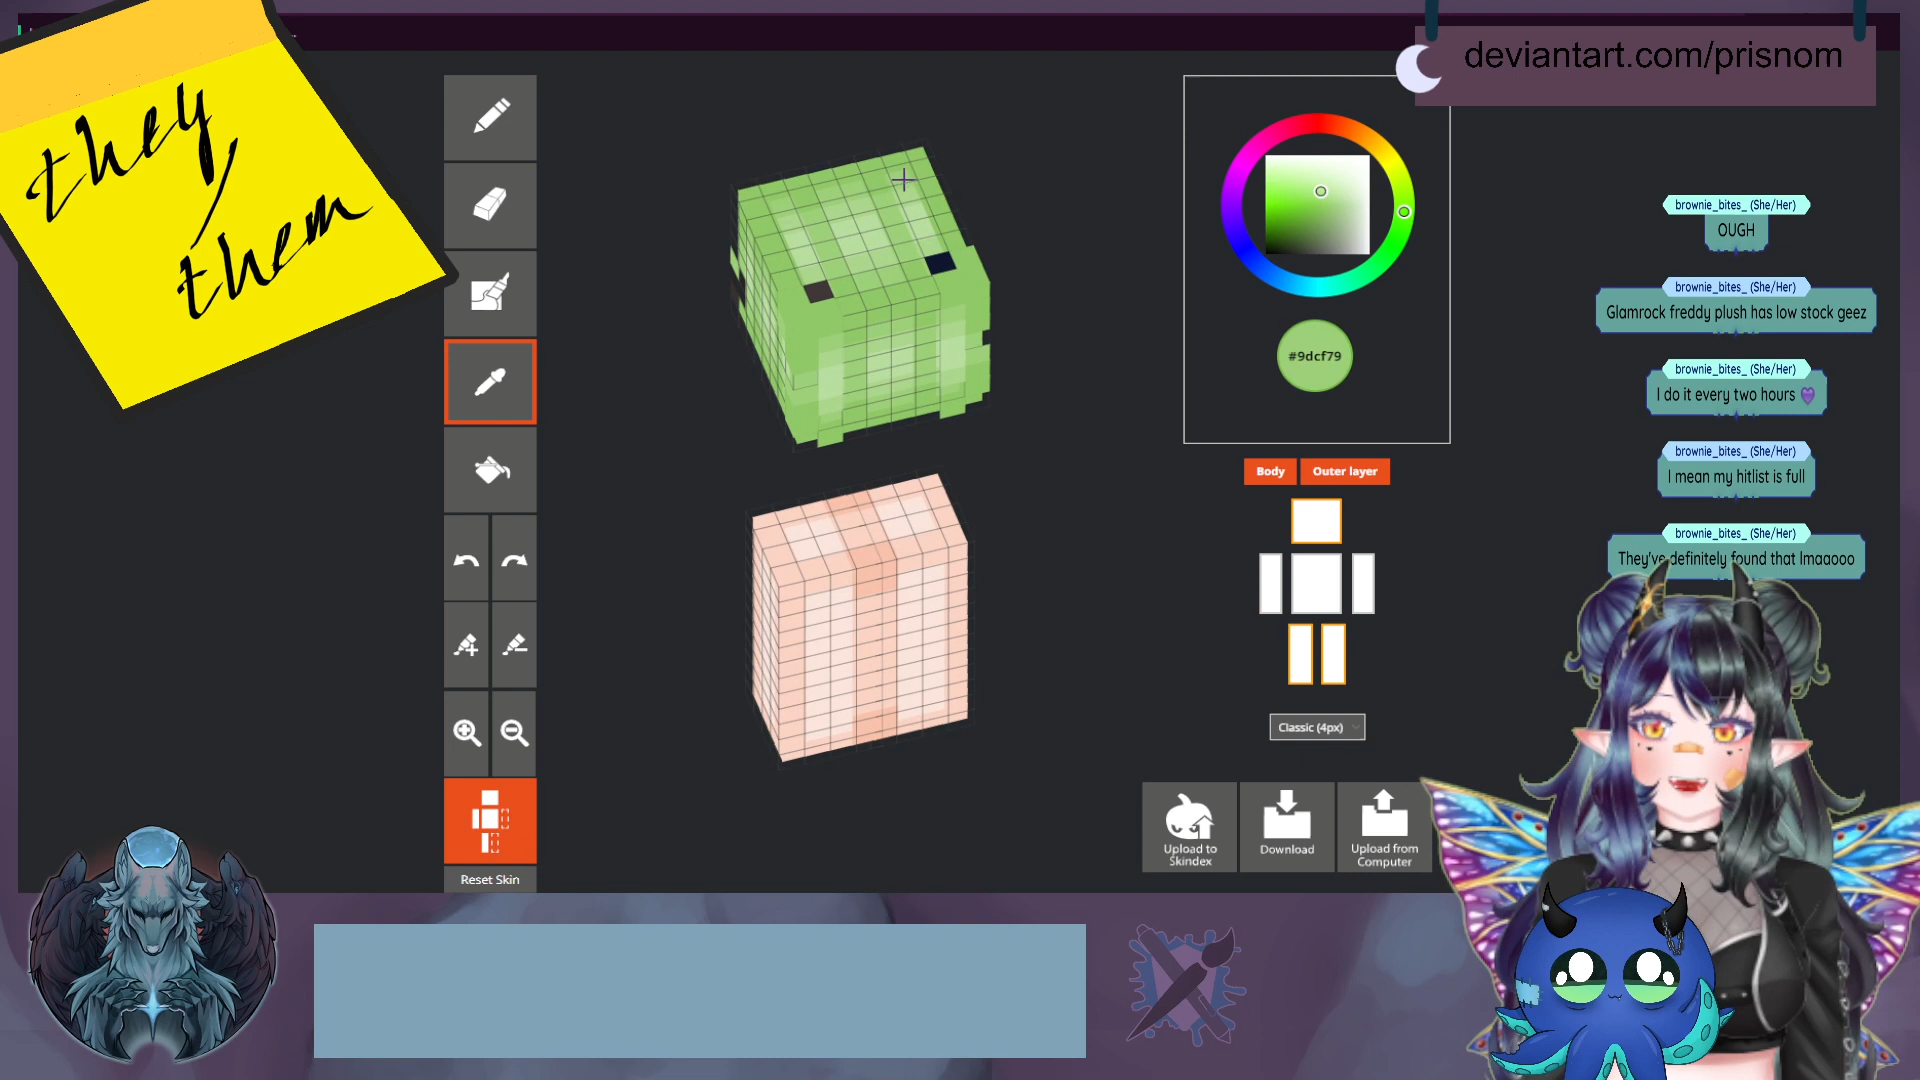 they
/
them
deviantart.com/prisnom
#9dcf79
Body
Outer layer
Classic (4px)
Upload to
Skindex
Download
Upload from
Computer
Reset Skin
brownie_bites_ (She/Her)
OUGH
brownie_bites_ (She/Her)
Glamrock freddy plush has low stock geez
brownie_bites_ (She/Her)
I do it every two hours 💜
brownie_bites_ (She/Her)
I mean my hitlist is full
brownie_bites_ (She/Her)
They've definitely found that lmaaooo